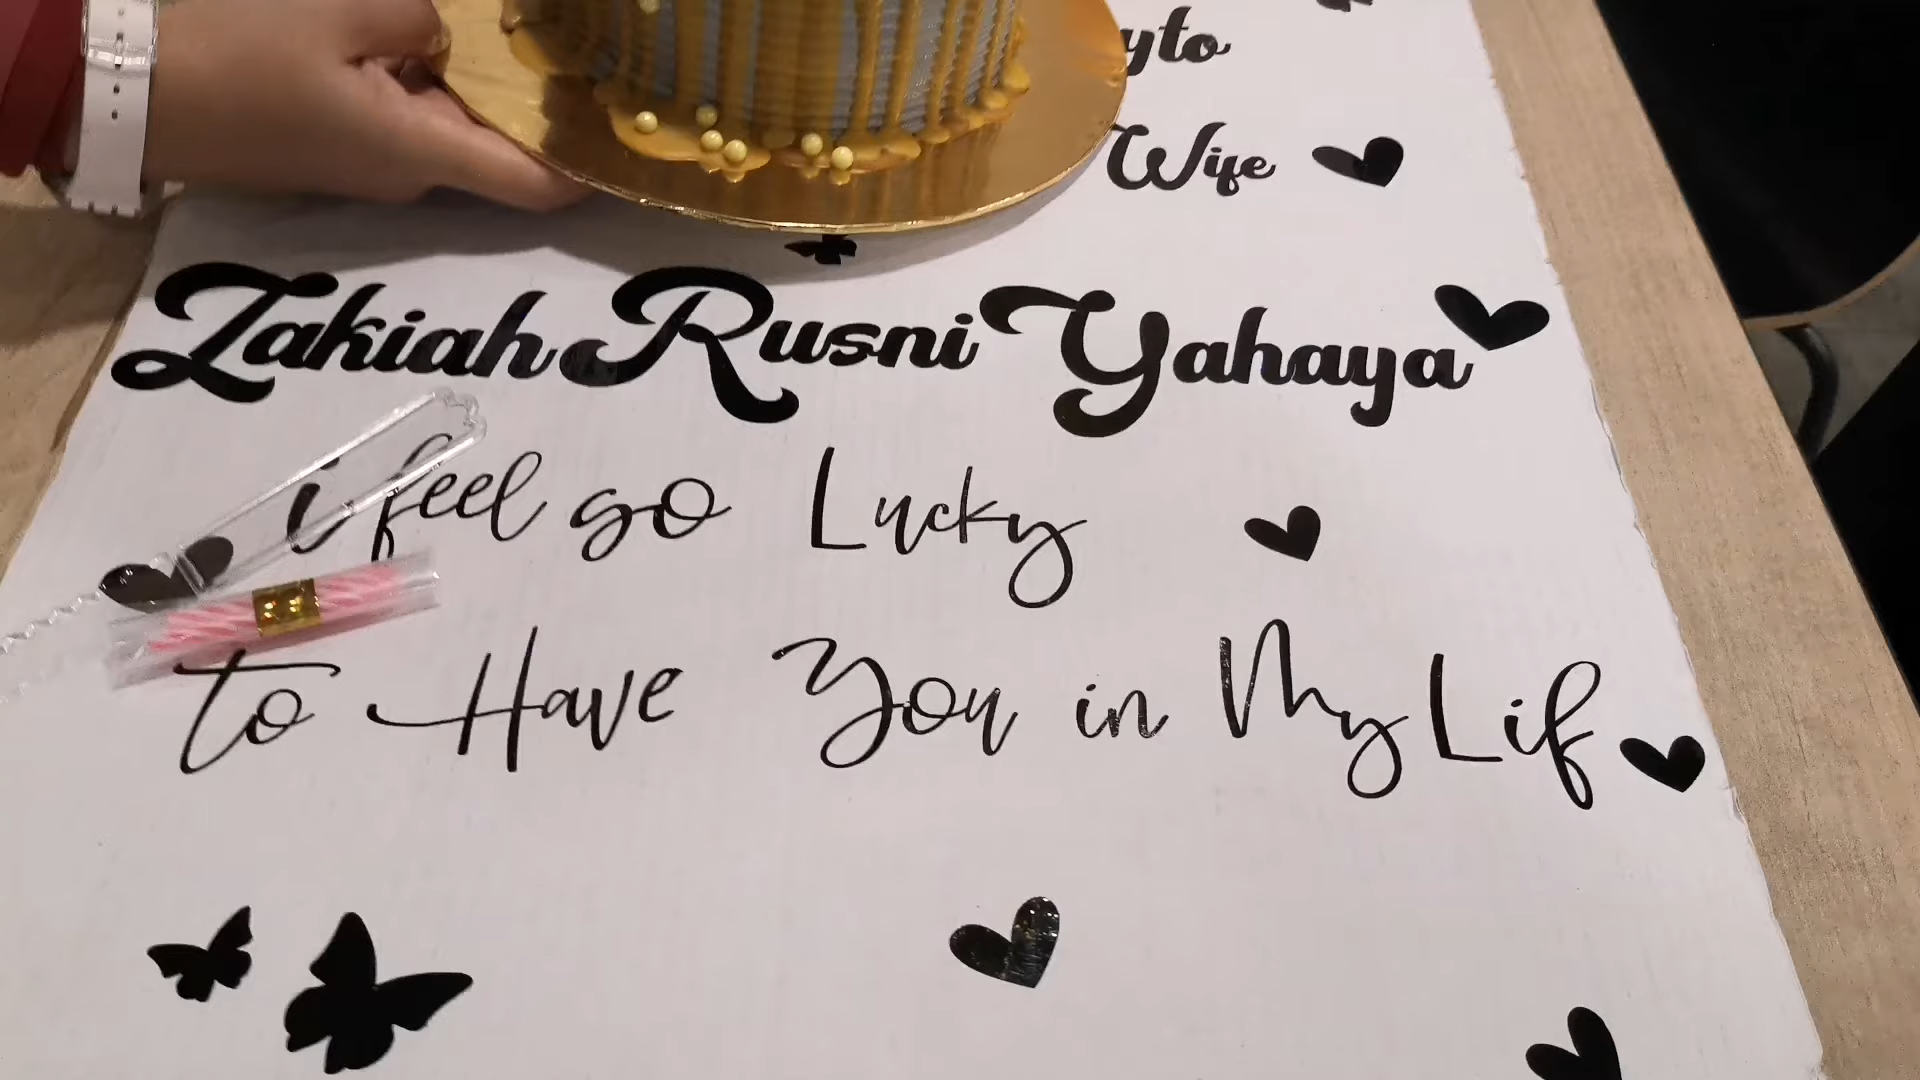 yto
Wife
Zakiah Rusni Yahaya
i feel so Lucky
to Have You in My Lif